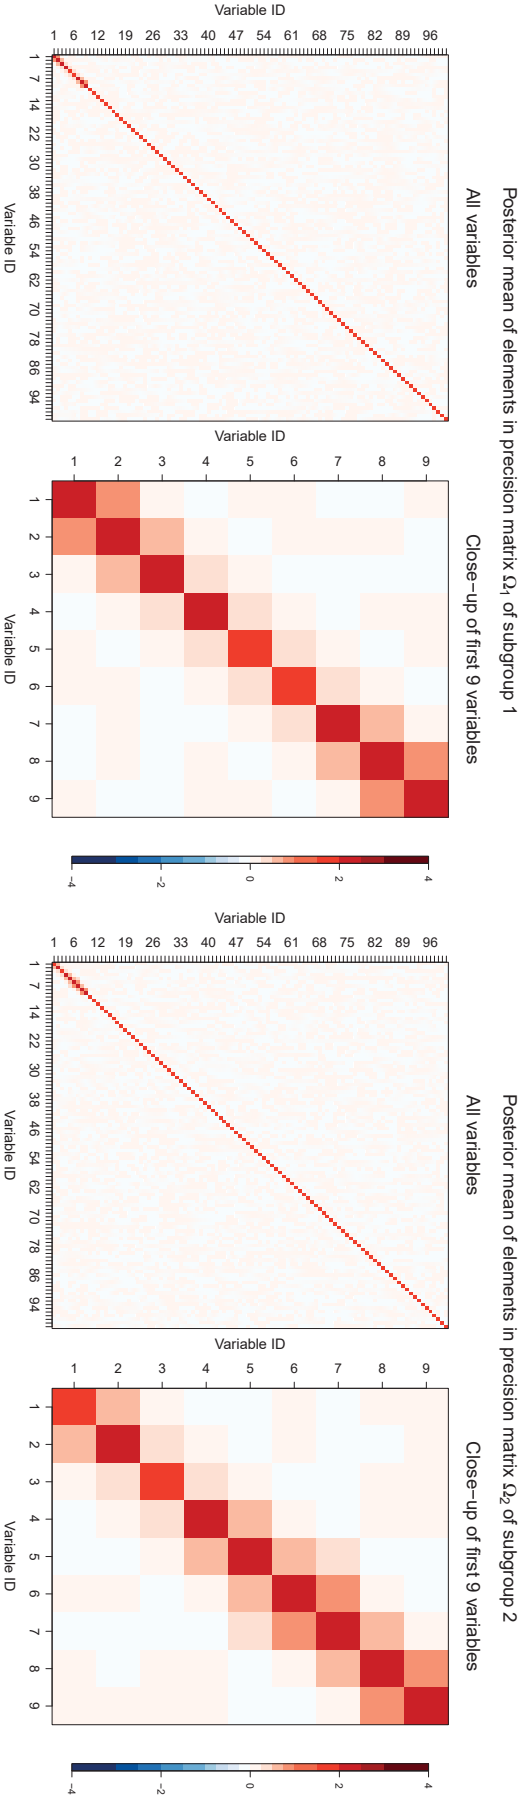 Posterior mean of elements in precision matrix Ω1 of subgroup 1
All variables
Variable ID
1 6 12 19 26 33 40 47 54 61 68 75 82 89 96
1 7 14 22 30 38 46 54 62 70 78 86 94
Variable ID
Close−up of first 9 variables
Variable ID
1 2 3 4 5 6 7 8 9
1 2 3 4 5 6 7 8 9
Variable ID
−4 −2 0 2 4
Posterior mean of elements in precision matrix Ω2 of subgroup 2
All variables
Variable ID
1 6 12 19 26 33 40 47 54 61 68 75 82 89 96
1 7 14 22 30 38 46 54 62 70 78 86 94
Variable ID
Close−up of first 9 variables
Variable ID
1 2 3 4 5 6 7 8 9
1 2 3 4 5 6 7 8 9
Variable ID
−4 −2 0 2 4